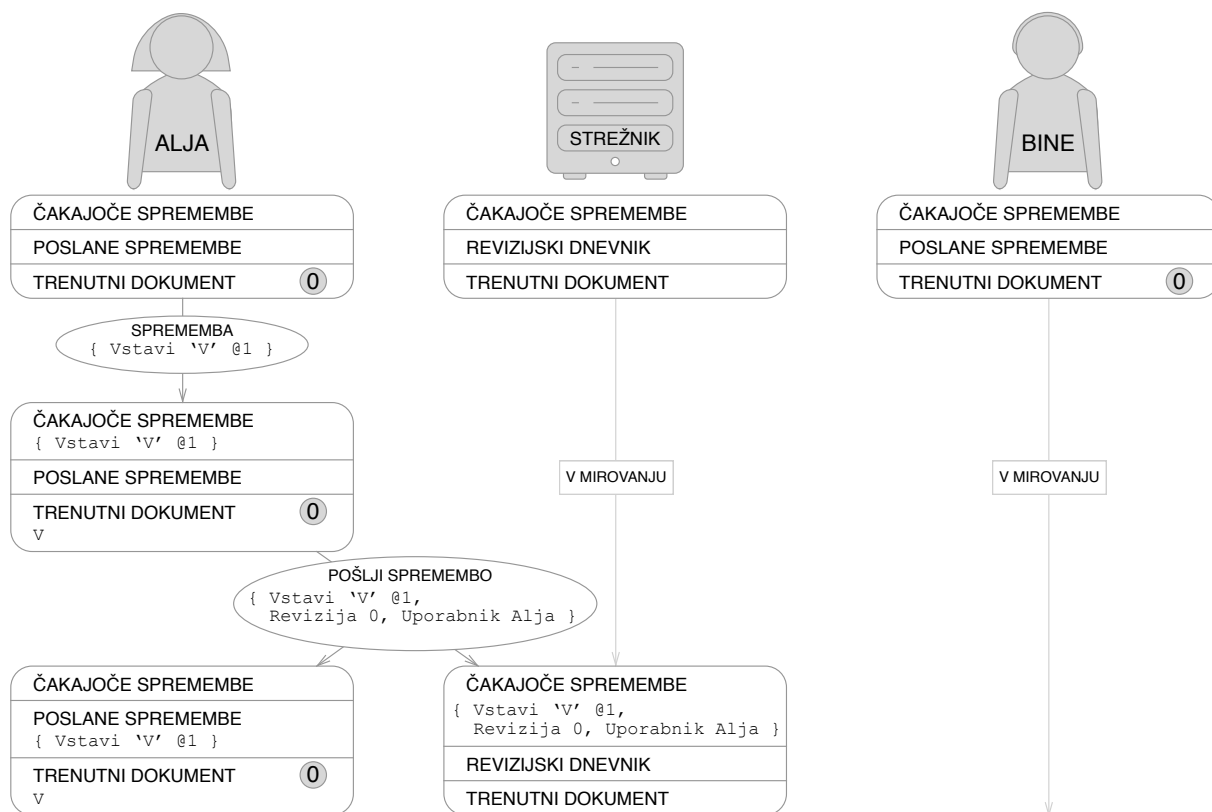 ALJA
STREŽNIK
BINE
ČAKAJOČE SPREMEMBE
POSLANE SPREMEMBE
TRENUTNI DOKUMENT 0
ČAKAJOČE SPREMEMBE
REVIZIJSKI DNEVNIK
TRENUTNI DOKUMENT
ČAKAJOČE SPREMEMBE
POSLANE SPREMEMBE
TRENUTNI DOKUMENT 0
SPREMEMBA
{ Vstavi ‘V’ @1 }
ČAKAJOČE SPREMEMBE
{ Vstavi ‘V’ @1 }
POSLANE SPREMEMBE
TRENUTNI DOKUMENT 0
V
V MIROVANJU
V MIROVANJU
POŠLJI SPREMEMBO
{ Vstavi ‘V’ @1,
Revizija 0, Uporabnik Alja }
ČAKAJOČE SPREMEMBE
POSLANE SPREMEMBE
{ Vstavi ‘V’ @1 }
TRENUTNI DOKUMENT 0
V
ČAKAJOČE SPREMEMBE
{ Vstavi ‘V’ @1,
Revizija 0, Uporabnik Alja }
REVIZIJSKI DNEVNIK
TRENUTNI DOKUMENT